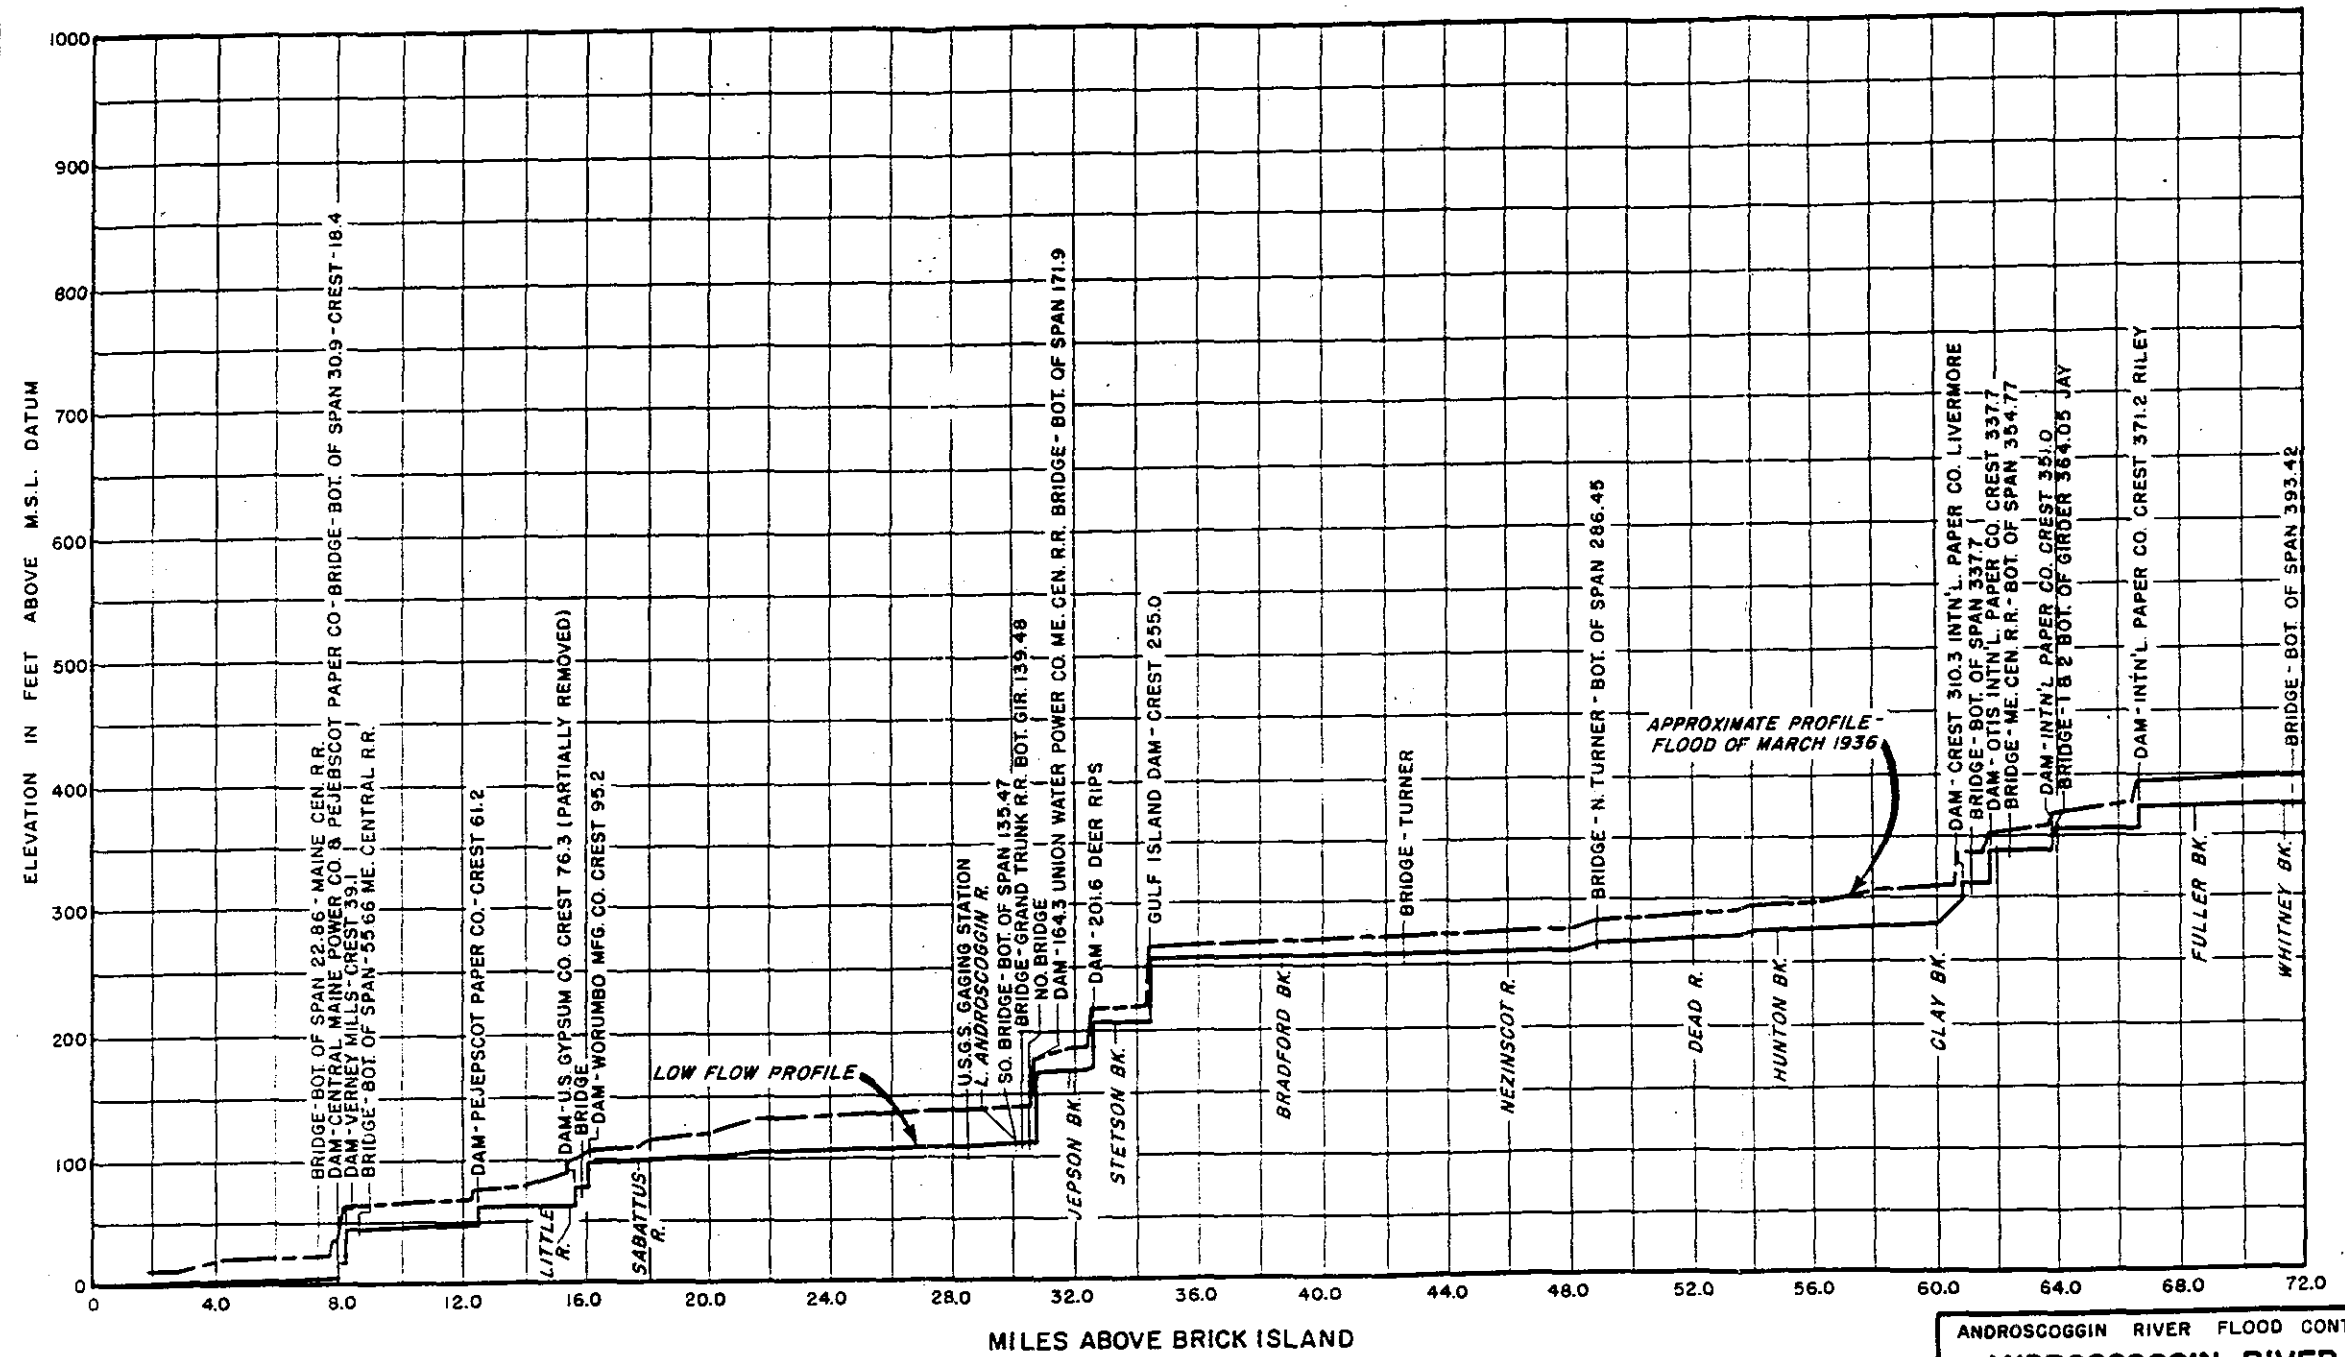 1000
900
800
700
600
500
400
300
200
100
0
ELEVATION IN FEET ABOVE M.S.L. DATUM
BRIDGE-BOT. OF SPAN 22.86-MAINE CEN. R.R.
DAM-CENTRAL MAINE POWER CO. & PEJEBSCOT PAPER CO-BRIDGE-BOT. OF SPAN 30.9-CREST-18.4
DAM-VERNEY MILLS-CREST 39.1
BRIDGE-BOT. OF SPAN-55.66 ME. CENTRAL R.R.
DAM-PEJEPSCOT PAPER CO.-CREST 61.2
LITTLE R.
DAM-U.S. GYPSUM CO. CREST 76.3 (PARTIALLY REMOVED)
BRIDGE
DAM-WORUMBO MFG. CO. CREST 95.2
SABATTUS R.
LOW FLOW PROFILE
U.S.G.S. GAGING STATION
L. ANDROSCOGGIN R.
SO. BRIDGE-BOT. OF SPAN 135.47
BRIDGE-GRAND TRUNK R.R. BOT. GIR. 139.48
NO. BRIDGE
DAM-164.3 UNION WATER POWER CO. ME. CEN. R.R. BRIDGE-BOT. OF SPAN 171.9
JEPSON BK.
DAM-201.6 DEER RIPS
STETSON BK.
GULF ISLAND DAM-CREST 255.0
BRADFORD BK.
BRIDGE-TURNER
NEZINSCOT R.
BRIDGE-N. TURNER-BOT. OF SPAN 286.45
APPROXIMATE PROFILE-
FLOOD OF MARCH 1936
DEAD R.
HUNTON BK.
CLAY BK.
DAM-CREST 310.3 INT'N'L. PAPER CO. LIVERMORE
BRIDGE-BOT. OF SPAN 337.7
DAM-OTIS INT'N'L. PAPER CO. CREST 337.7
BRIDGE-ME. CEN. R.R.-BOT. OF SPAN 354.77
DAM-INT'N'L PAPER CO. CREST 351.0
BRIDGE-1 & 2 BOT. OF GIRDER 364.05 JAY
DAM-INT'N'L PAPER CO. CREST 371.2 RILEY
FULLER BK.
WHITNEY BK.
BRIDGE-BOT. OF SPAN 393.42
0 4.0 8.0 12.0 16.0 20.0 24.0 28.0 32.0 36.0 40.0 44.0 48.0 52.0 56.0 60.0 64.0 68.0 72.0
MILES ABOVE BRICK ISLAND
ANDROSCOGGIN RIVER FLOOD CONT
ANDROSCOGGIN RIVER